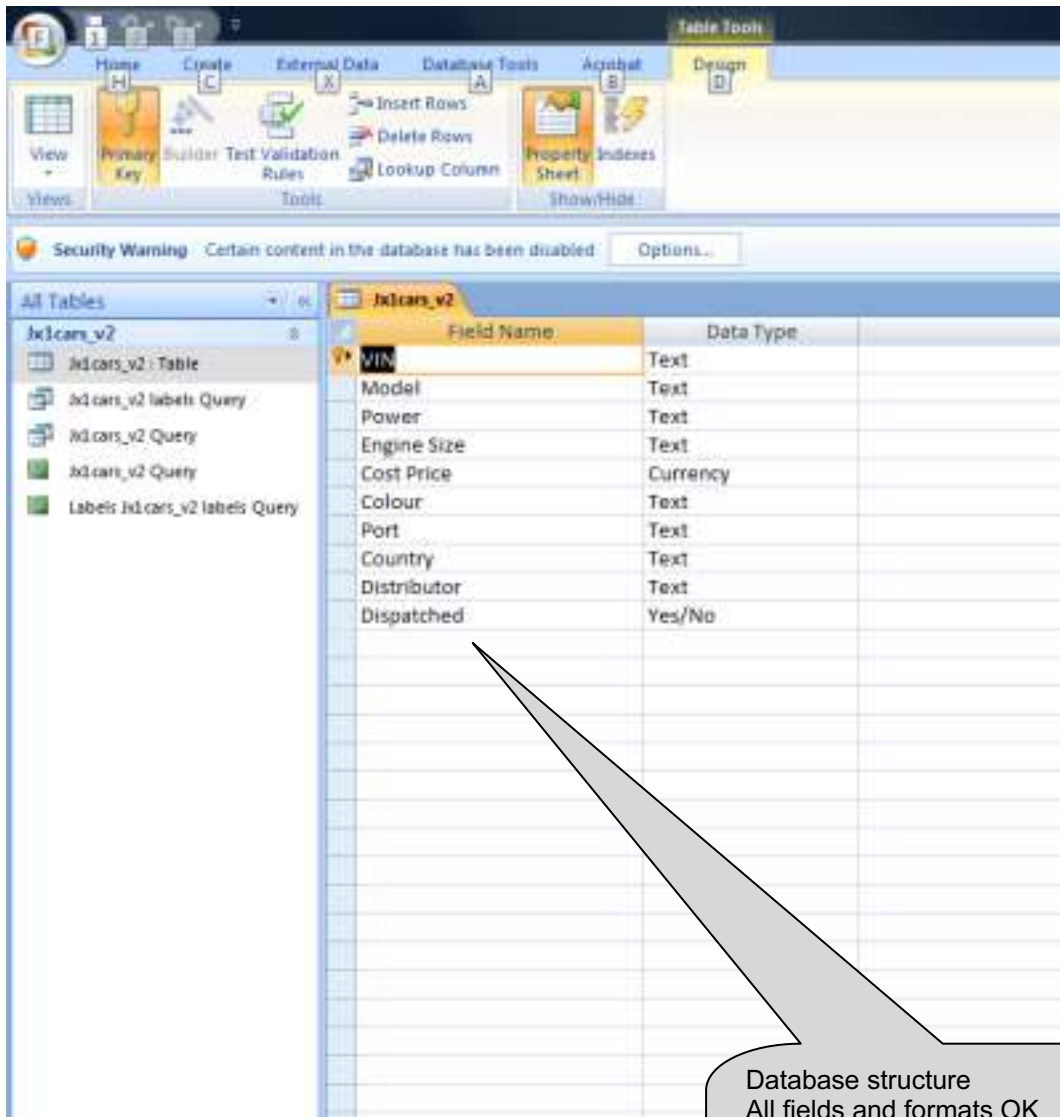 Table Tools
Home Create External Data Database Tools Acrobat Design
H C X A B D
1
View
Primary Key
Builder
Test Validation Rules
Insert Rows
Delete Rows
Lookup Column
Property Sheet
Indexes
Views Tools Show/Hide
Security Warning Certain content in the database has been disabled Options...
All Tables
Jx1cars_v2
Jx1cars_v2 : Table
Jx1cars_v2 labels Query
Jx1cars_v2 Query
Jx1cars_v2 Query
Labels Jx1cars_v2 labels Query
Jx1cars_v2
Field Name Data Type
VIN Text
Model Text
Power Text
Engine Size Text
Cost Price Currency
Colour Text
Port Text
Country Text
Distributor Text
Dispatched Yes/No
Database structure
All fields and formats OK